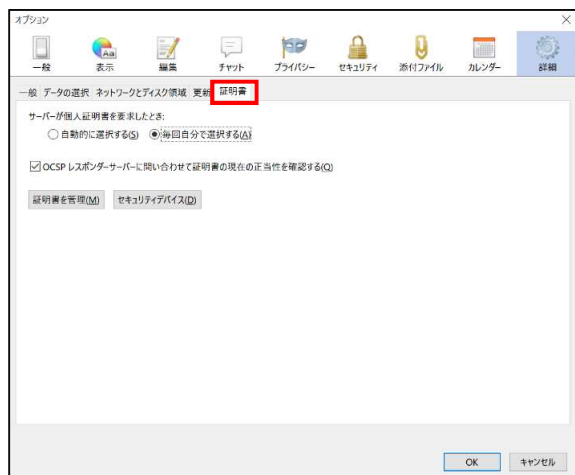 オプション
一般 表示 編集 チャット プライバシー セキュリティ 添付ファイル カレンダー 詳細
一般 データの選択 ネットワークとディスク領域 更新 証明書
サーバーが個人証明書を要求したとき:
自動的に選択する(S) 毎回自分で選択する(A)
OCSP レスポンダーサーバーに問い合わせて証明書の現在の正当性を確認する(Q)
証明書を管理(M) セキュリティデバイス(D)
OK キャンセル